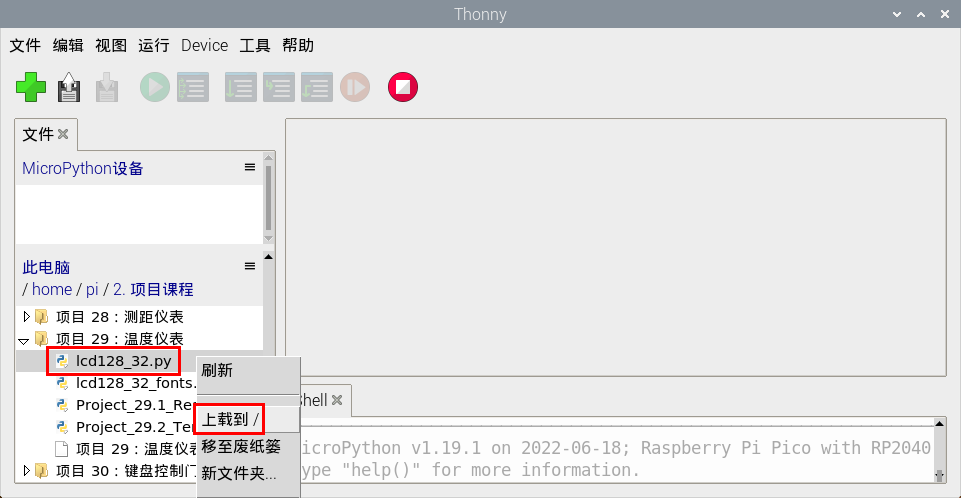 Thonny
文件 编辑 视图 运行 Device 工具 帮助
文件
MicroPython设备
此电脑
/ home / pi / 2. 项目课程
项目 28：测距仪表
项目 29：温度仪表
lcd128_32.py
刷新
lcd128_32_fonts.
Project_29.1_Re
hell
上载到 /
Project_29.2_Te
移至废纸篓
icroPython v1.19.1 on 2022-06-18; Raspberry Pi Pico with RP2040
项目 29：温度仪表
项目 30：键盘控制门
新文件夹...
ype "help()" for more information.